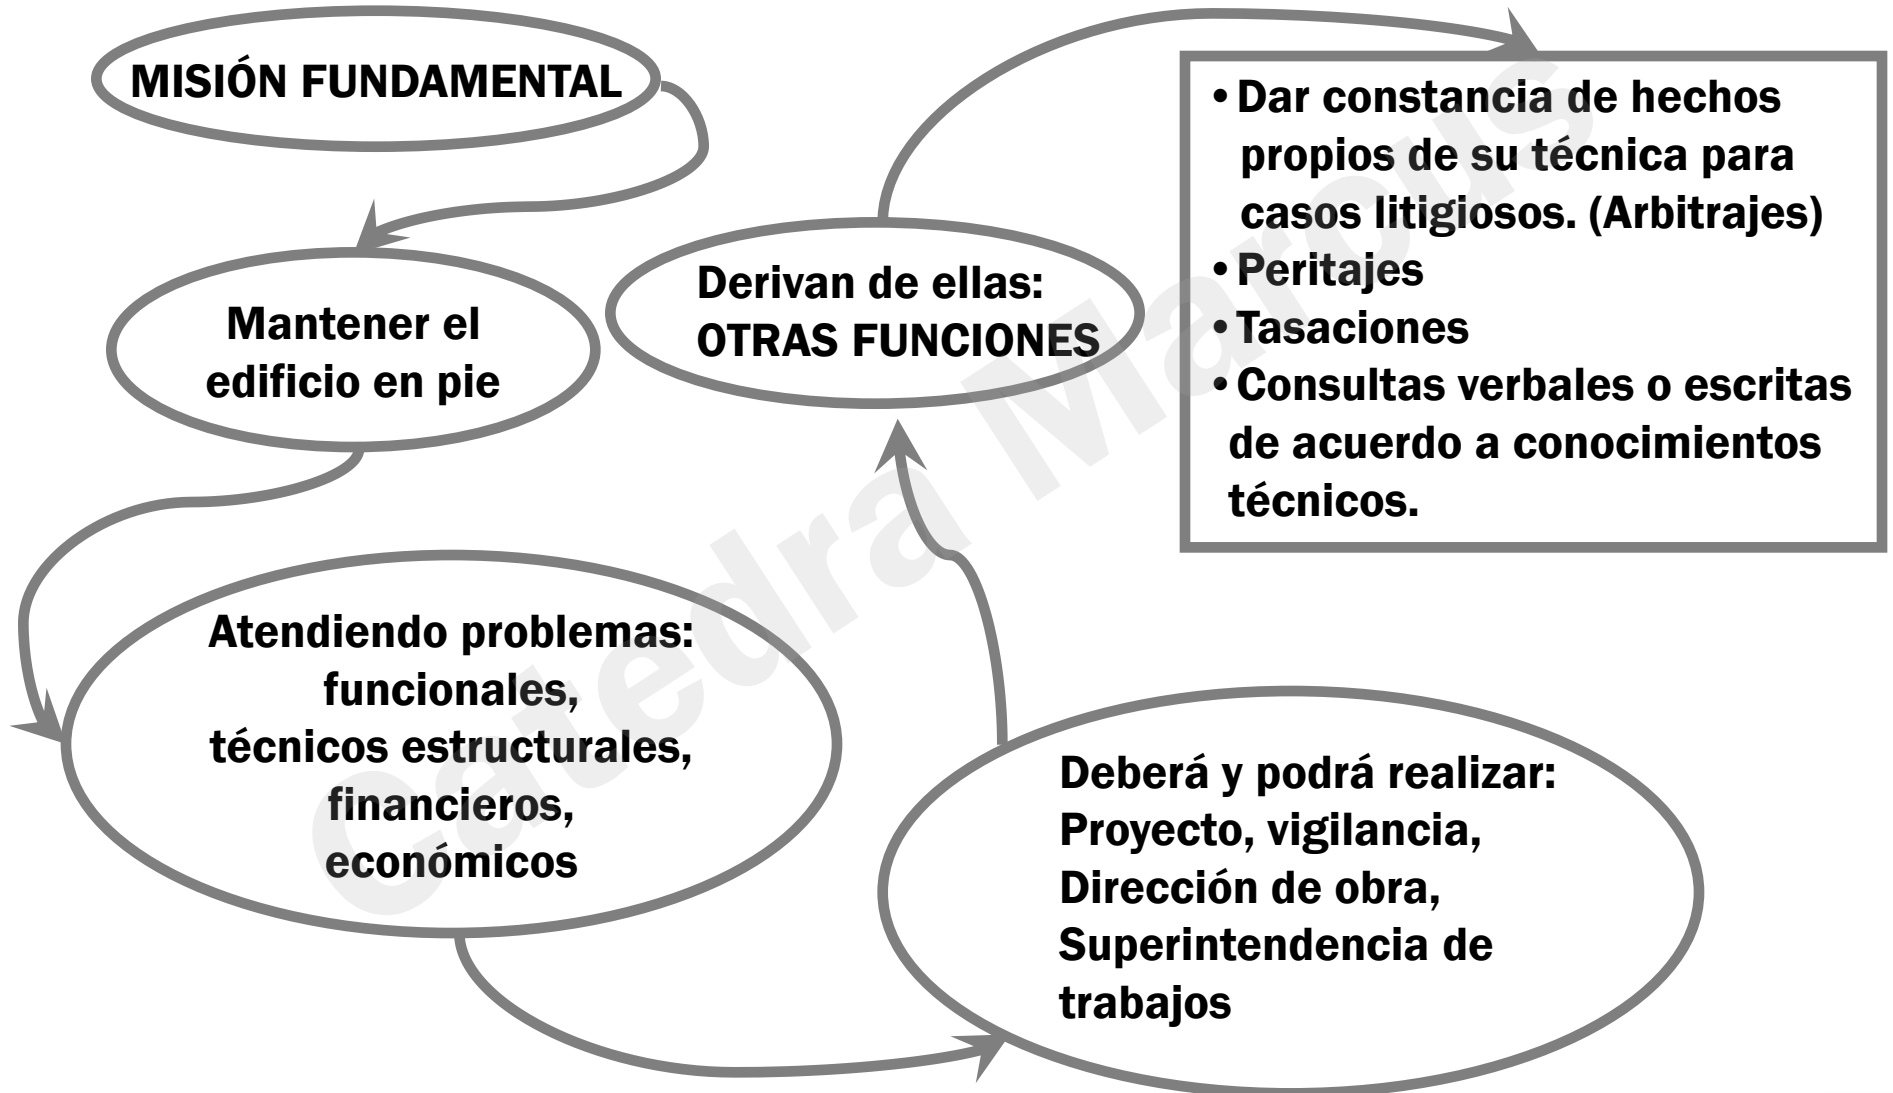 MISIÓN FUNDAMENTAL
Mantener el
edificio en pie
Atendiendo problemas:
funcionales,
técnicos estructurales,
financieros,
económicos
Deberá y podrá realizar:
Proyecto, vigilancia,
Dirección de obra,
Superintendencia de
trabajos
Derivan de ellas:
OTRAS FUNCIONES
• Dar constancia de hechos
propios de su técnica para
casos litigiosos. (Arbitrajes)
• Peritajes
• Tasaciones
• Consultas verbales o escritas
de acuerdo a conocimientos
técnicos.
Catedra Marcus